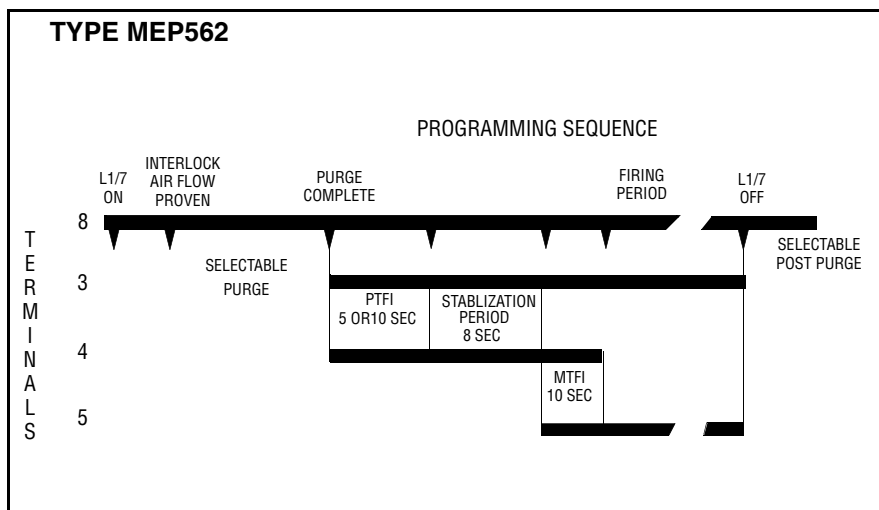 TYPE MEP562
PROGRAMMING SEQUENCE
L1/7
ON
INTERLOCK
AIR FLOW
PROVEN
PURGE
COMPLETE
FIRING
PERIOD
L1/7
OFF
TERMINALS
8
SELECTABLE
PURGE
SELECTABLE
POST PURGE
3
PTFI
5 OR10 SEC
STABLIZATION
PERIOD
8 SEC
4
MTFI
10 SEC
5